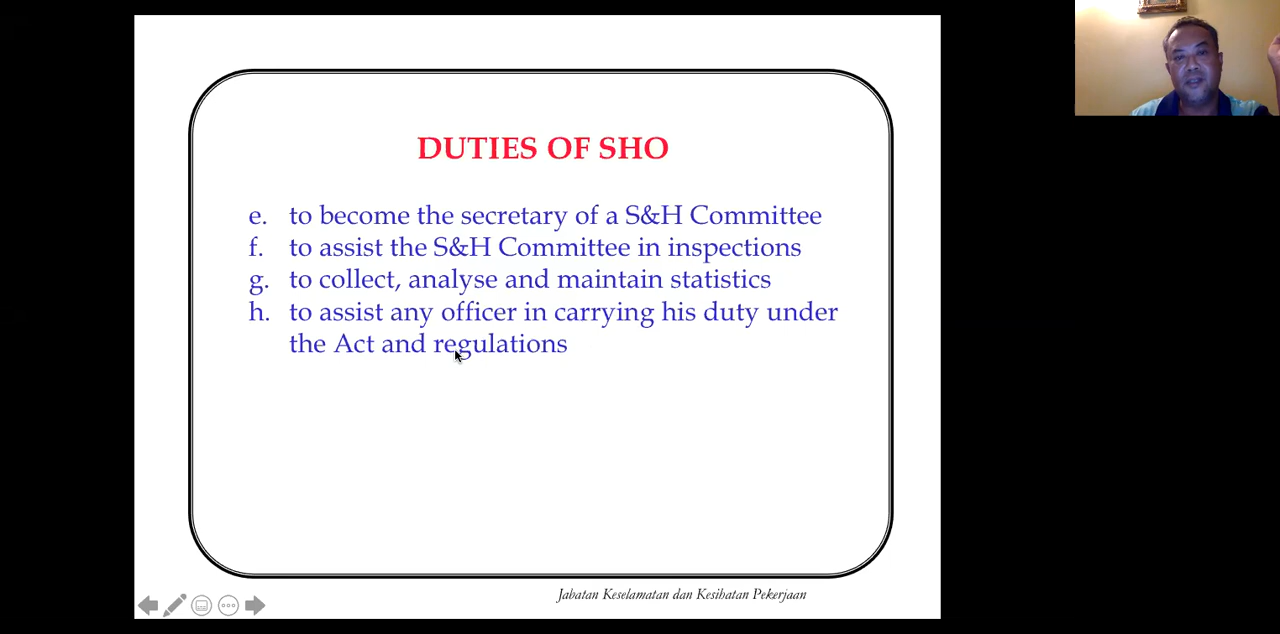 DUTIES OF SHO
e. to become the secretary of a S&H Committee
f. to assist the S&H Committee in inspections
g. to collect, analyse and maintain statistics
h. to assist any officer in carrying his duty under
the Act and regulations
Jabatan Keselamatan dan Kesihatan Pekerjaan